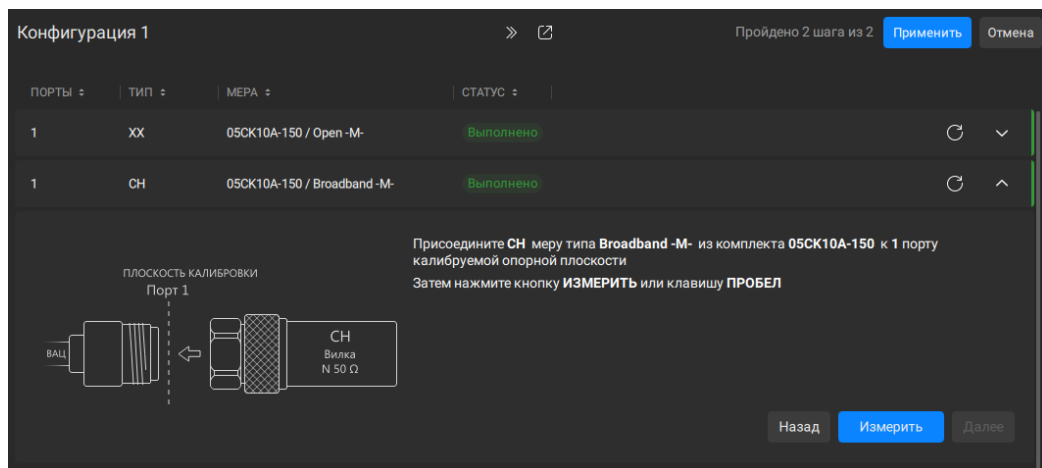 Конфигурация 1
Пройдено 2 шага из 2
Применить
Отмена
ПОРТЫ
ТИП
МЕРА
СТАТУС
1 XX 05CK10A-150 / Open -M- Выполнено
1 СН 05CK10A-150 / Broadband -M- Выполнено
Присоедините СН меру типа Broadband -M- из комплекта 05CK10A-150 к 1 порту
калибруемой опорной плоскости
Затем нажмите кнопку ИЗМЕРИТЬ или клавишу ПРОБЕЛ
ПЛОСКОСТЬ КАЛИБРОВКИ
Порт 1
ВАЦ
СН
Вилка
N 50 Ω
Назад
Измерить
Далее